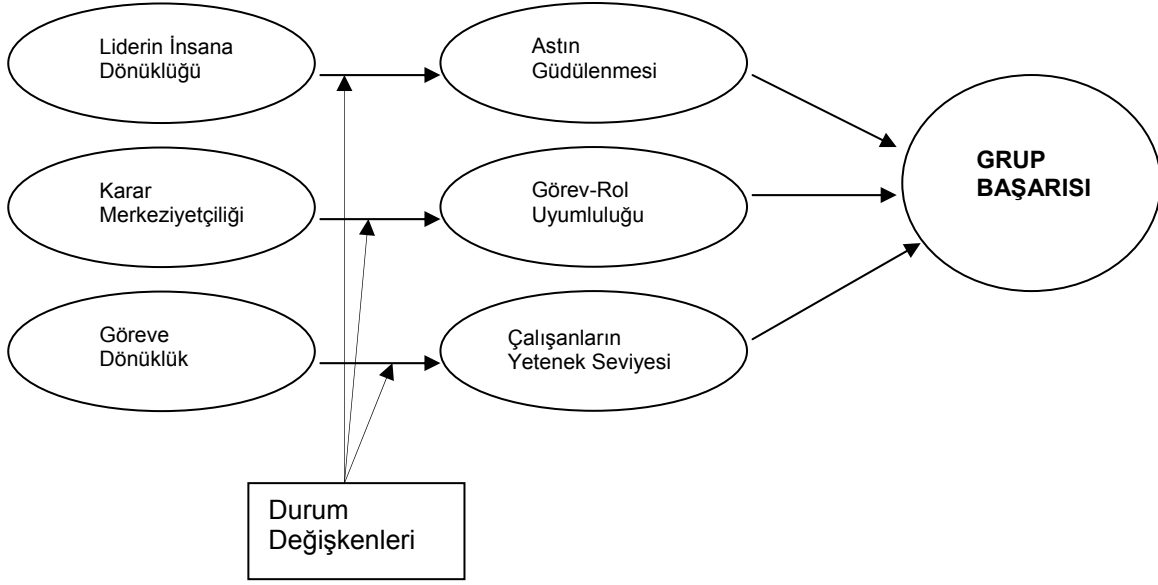 Liderin İnsana
Dönüklüğü
Astın
Güdülenmesi
GRUP
BAŞARISI
Karar
Merkeziyetçiliği
Görev-Rol
Uyumluluğu
Göreve
Dönüklük
Çalışanların
Yetenek Seviyesi
Durum
Değişkenleri